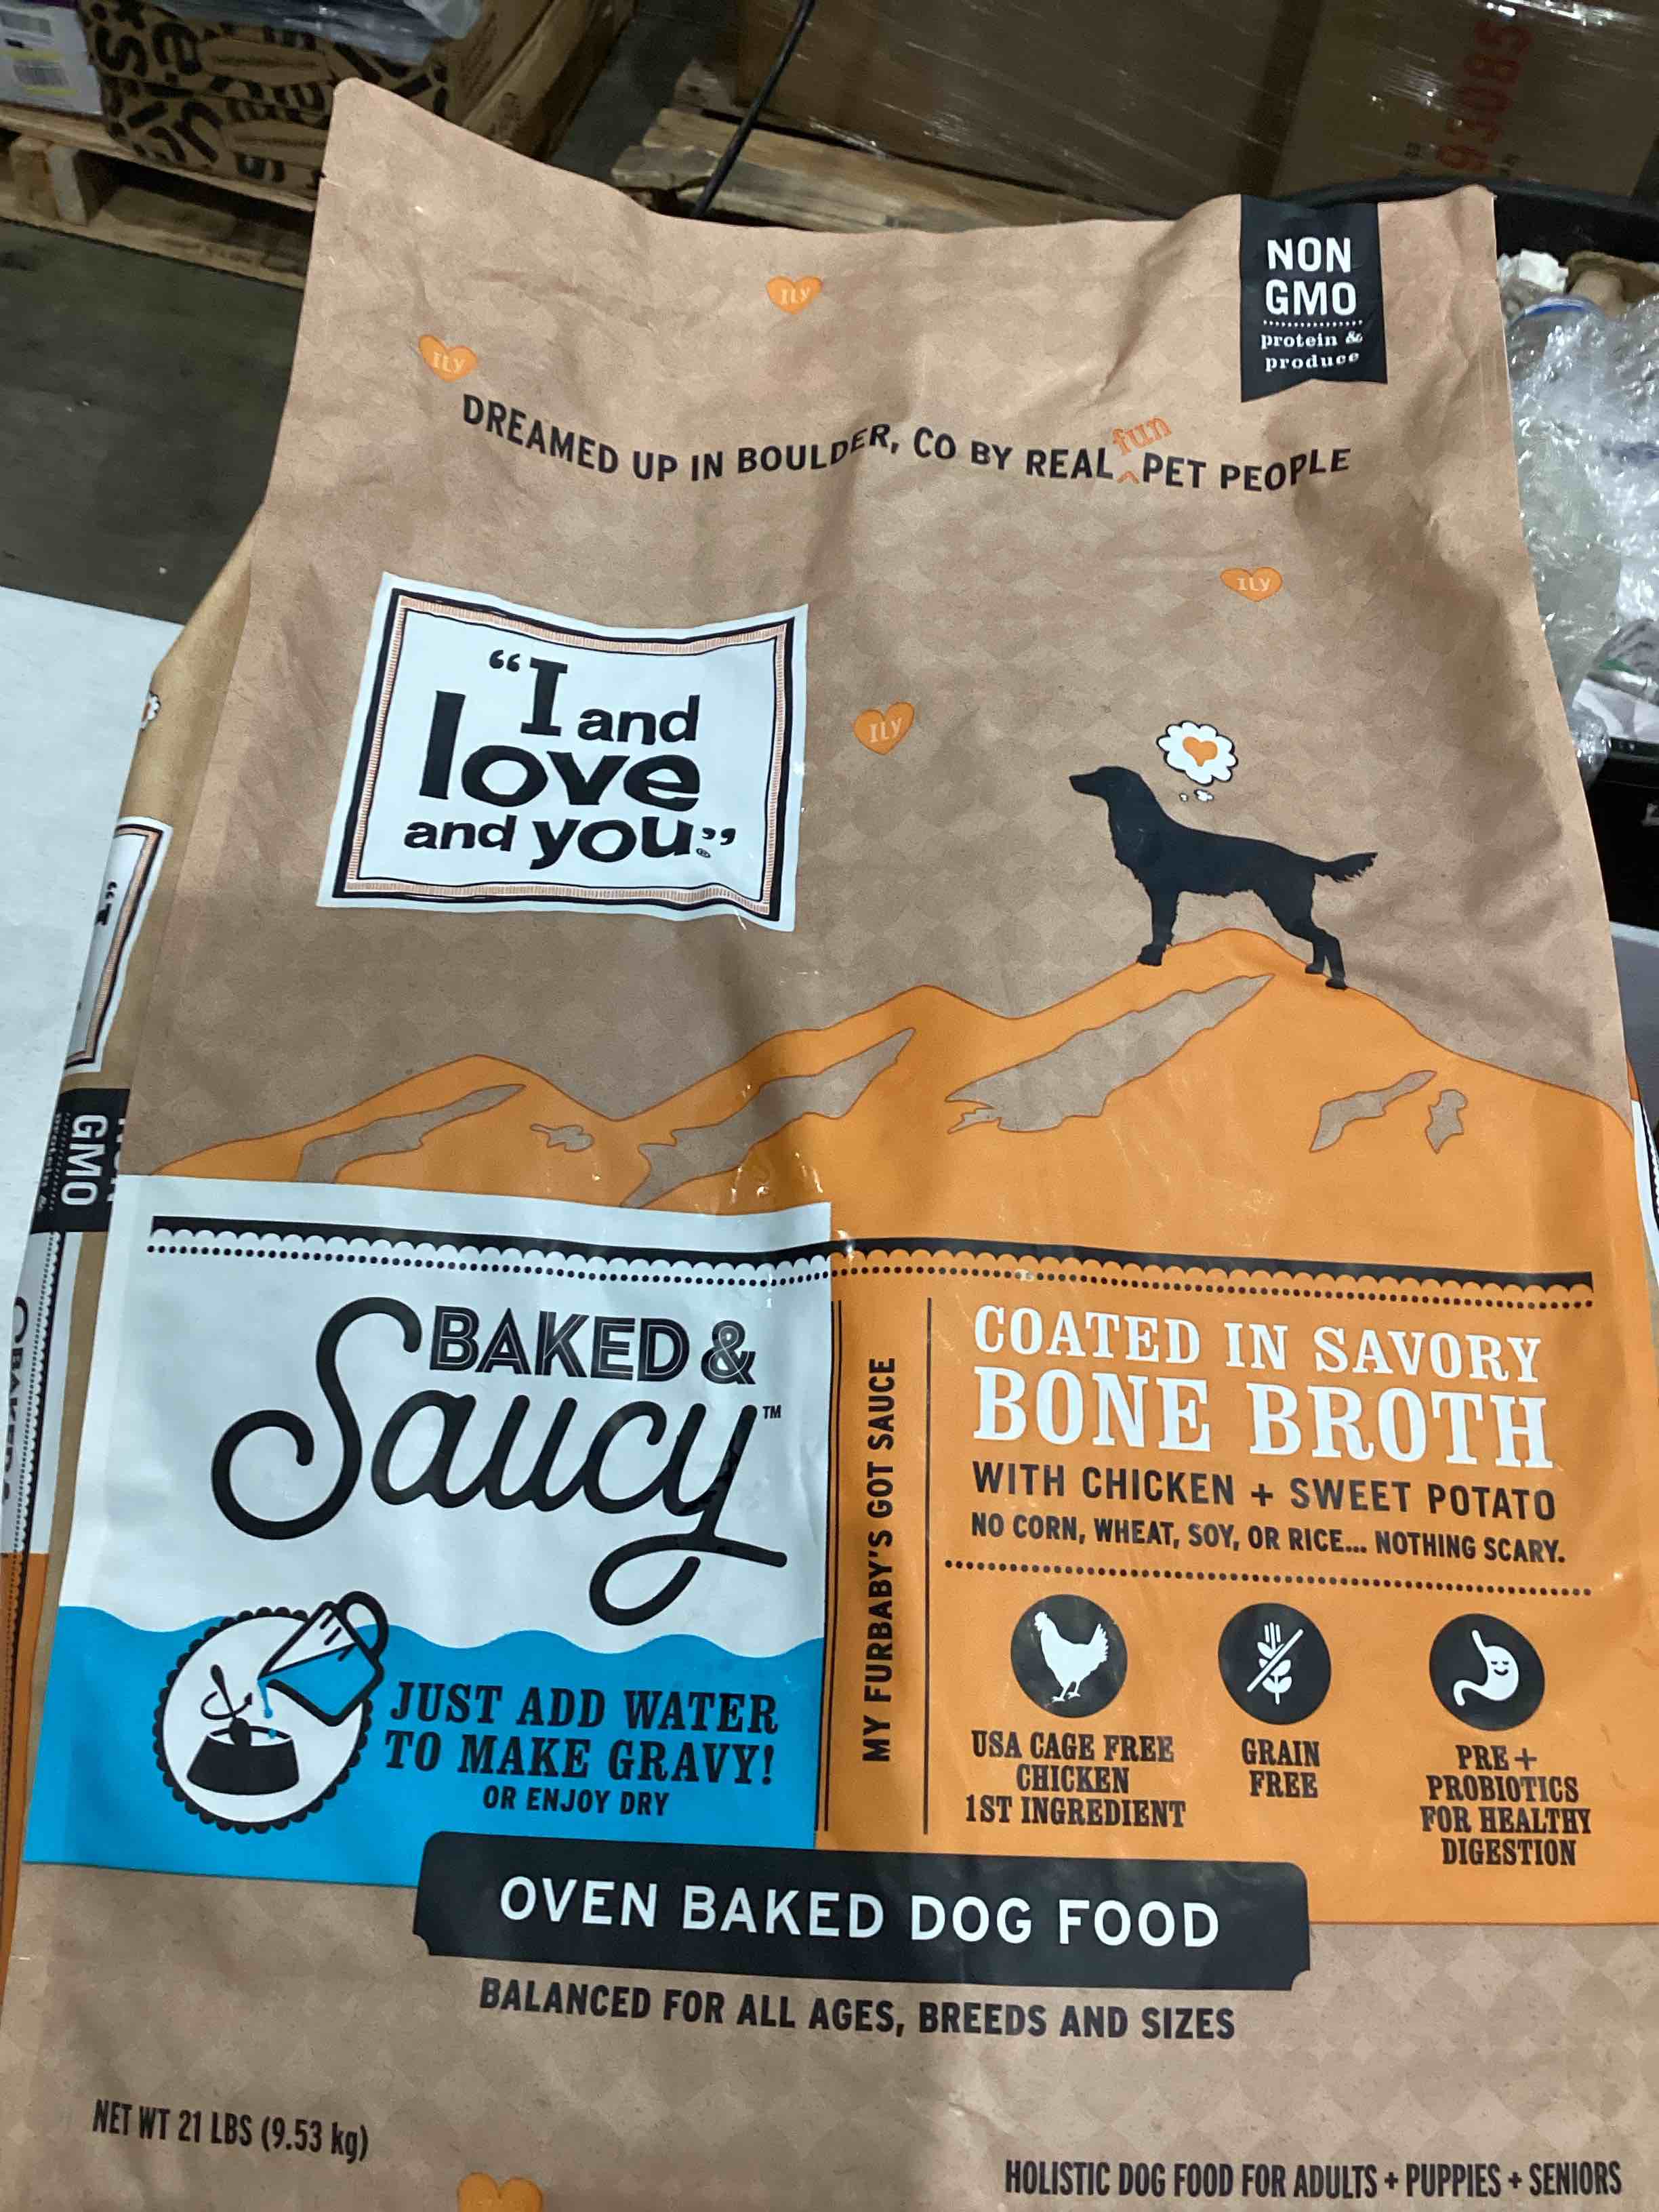 93085
NON
GMO
protein &
produce
ILY
ILY
DREAMED UP IN BOULDER, CO BY REAL fun PET PEOPLE
ILY
"I and
love
and you."
ILY
GMO
BAKED &
Saucy™
JUST ADD WATER
TO MAKE GRAVY!
OR ENJOY DRY
MY FURBABY'S GOT SAUCE
COATED IN SAVORY
BONE BROTH
WITH CHICKEN + SWEET POTATO
NO CORN, WHEAT, SOY, OR RICE... NOTHING SCARY.
USA CAGE FREE
CHICKEN
1ST INGREDIENT
GRAIN
FREE
PRE +
PROBIOTICS
FOR HEALTHY
DIGESTION
OVEN BAKED DOG FOOD
BALANCED FOR ALL AGES, BREEDS AND SIZES
NET WT 21 LBS (9.53 kg)
HOLISTIC DOG FOOD FOR ADULTS + PUPPIES + SENIORS